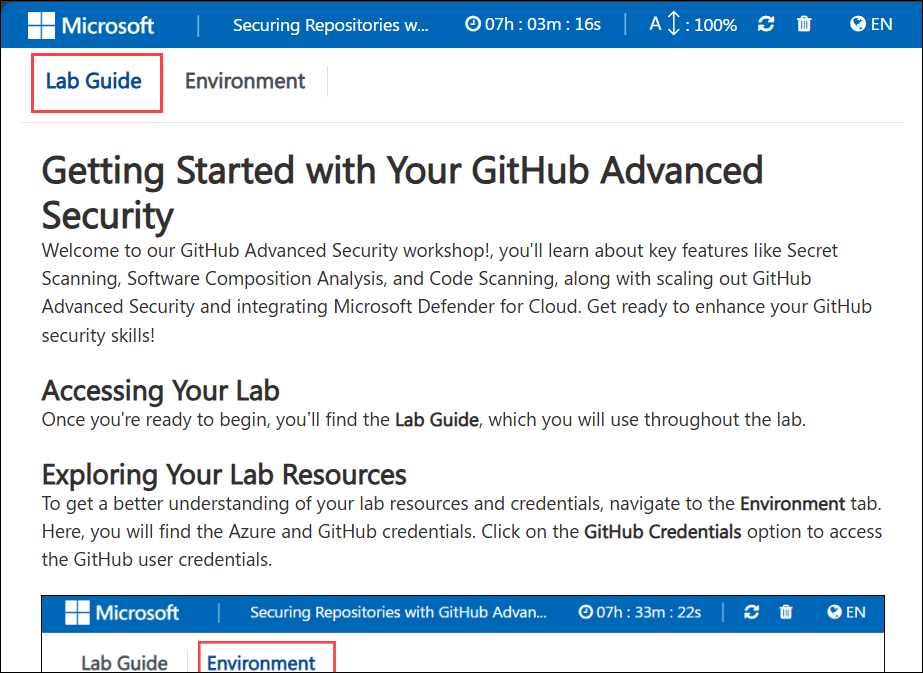 Microsoft | Securing Repositories w... 07h : 03m : 16s | A : 100% EN
Lab Guide Environment
Getting Started with Your GitHub Advanced
Security
Welcome to our GitHub Advanced Security workshop!, you'll learn about key features like Secret
Scanning, Software Composition Analysis, and Code Scanning, along with scaling out GitHub
Advanced Security and integrating Microsoft Defender for Cloud. Get ready to enhance your GitHub
security skills!
Accessing Your Lab
Once you're ready to begin, you’ll find the Lab Guide, which you will use throughout the lab.
Exploring Your Lab Resources
To get a better understanding of your lab resources and credentials, navigate to the Environment tab.
Here, you will find the Azure and GitHub credentials. Click on the GitHub Credentials option to access
the GitHub user credentials.
Microsoft | Securing Repositories with GitHub Advan... 07h : 33m : 22s | EN
Lab Guide Environment